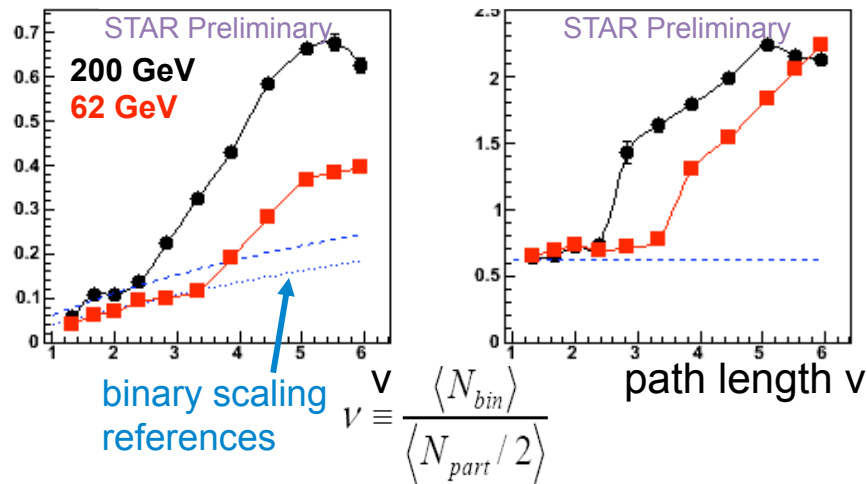 STAR Preliminary
200 GeV
62 GeV
0.7
0.6
0.5
0.4
0.3
0.2
0.1
0
1 2 3 4 5 6
ν
binary scaling
references
STAR Preliminary
2.5
2
1.5
1
0.5
0
1 2 3 4 5 6
path length ν
ν ≡ ⟨N_bin⟩ / ⟨N_part / 2⟩